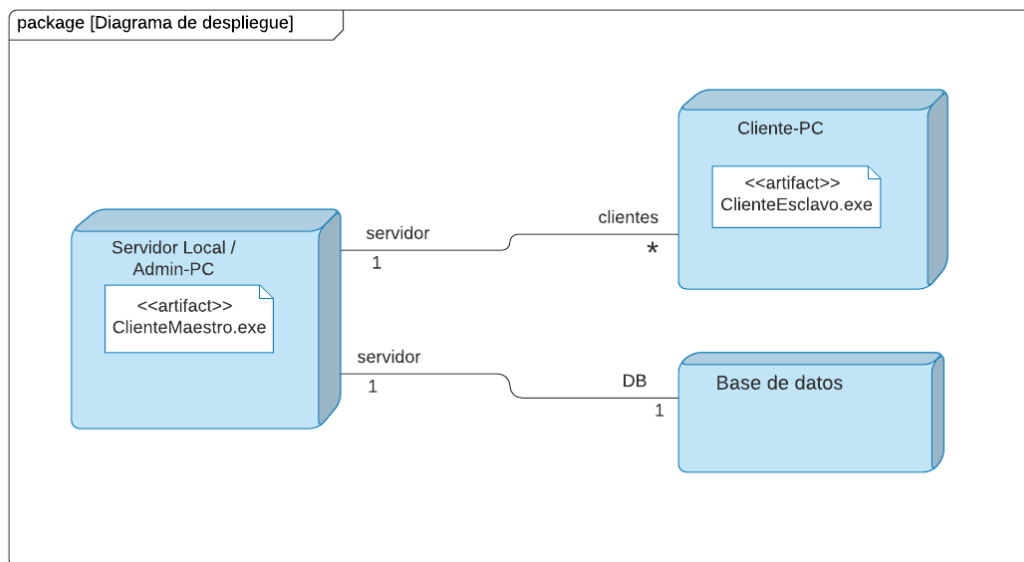 package [Diagrama de despliegue]
Cliente-PC
<<artifact>>
ClienteEsclavo.exe
clientes
*
servidor
1
Servidor Local /
Admin-PC
<<artifact>>
ClienteMaestro.exe
servidor
1
DB
1
Base de datos